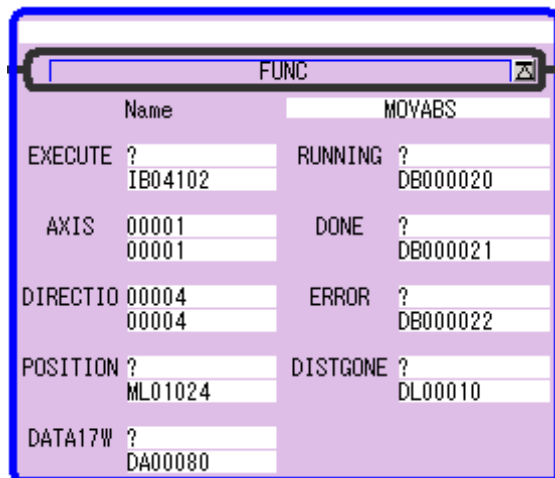 FUNC
Name MOVABS
EXECUTE ? RUNNING ?
IB04102 DB000020
AXIS 00001 DONE ?
00001 DB000021
DIRECTIO 00004 ERROR ?
00004 DB000022
POSITION ? DISTGONE ?
ML01024 DL00010
DATA17W ?
DA00080